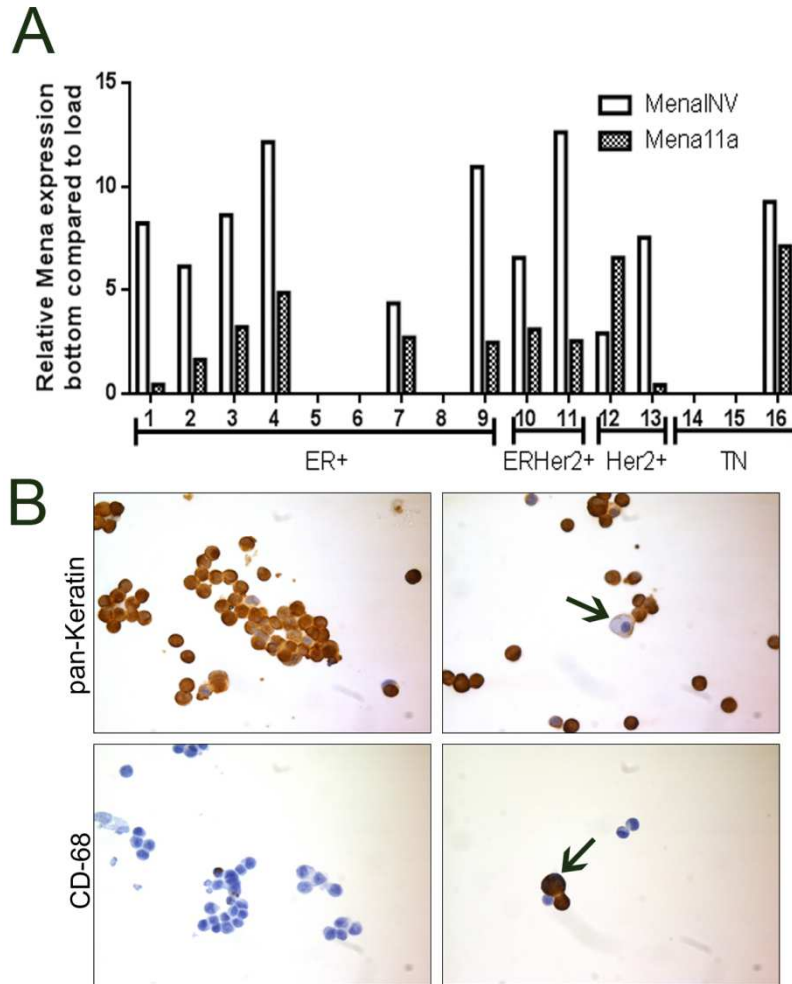 A
Relative Mena expression
bottom compared to load
15
10
5
0
MenaINV
Mena11a
1 2 3 4 5 6 7 8 9 10 11 12 13 14 15 16
ER+ ERHer2+ Her2+ TN
B
pan-Keratin
CD-68